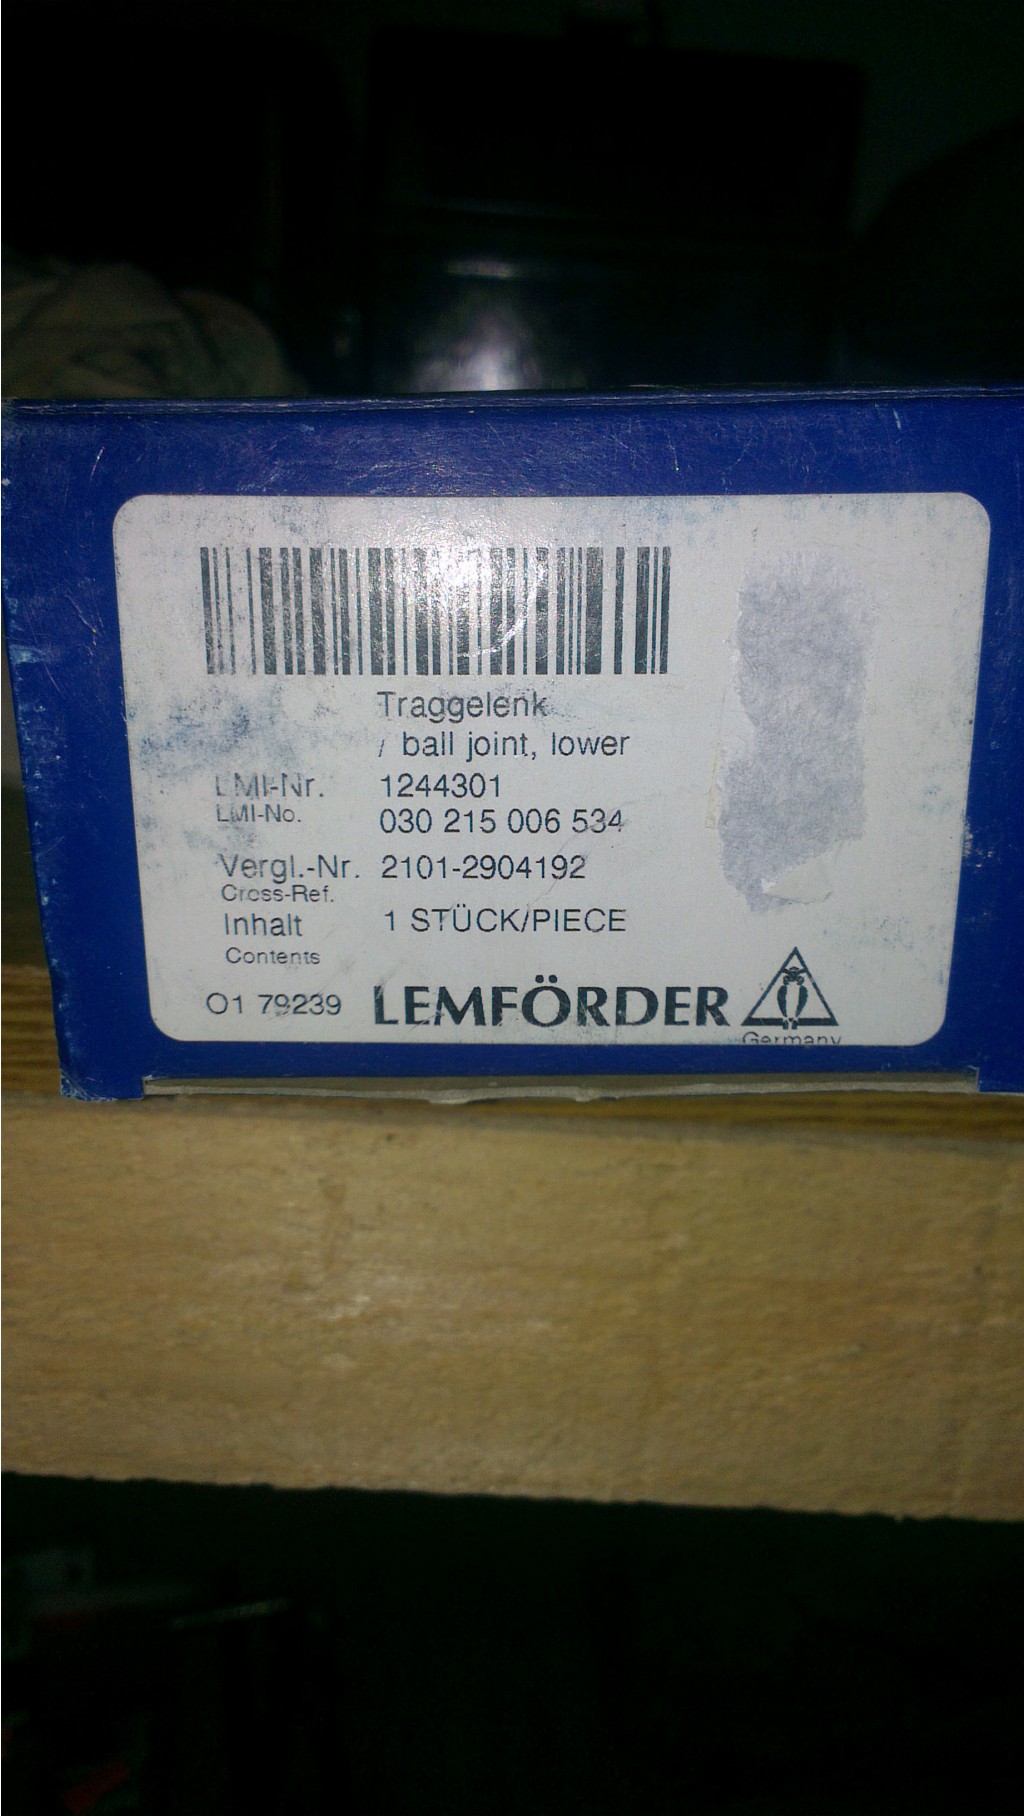 Traggelenk
/ ball joint, lower
LMI-Nr. 1244301
LMI-No. 030 215 006 534
Vergl.-Nr. 2101-2904192
Cross-Ref.
Inhalt 1 STÜCK/PIECE
Contents
O1 79239 LEMFÖRDER
Germany